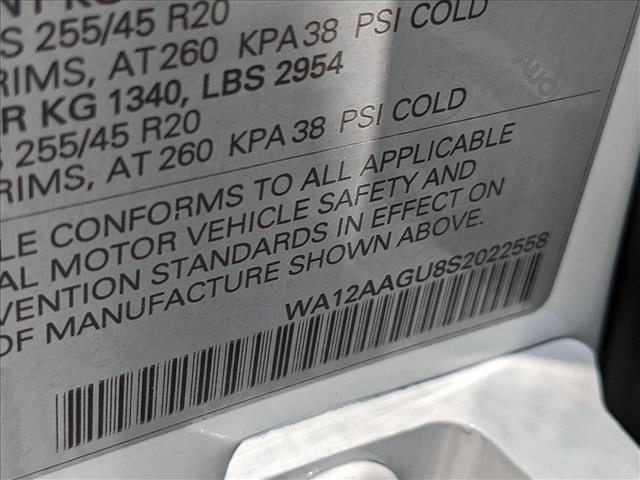 S 255/45 R20
RIMS, AT 260 KPA 38 PSI COLD
R KG 1340, LBS 2954
S 255/45 R20
RIMS, AT 260 KPA 38 PSI COLD
LE CONFORMS TO ALL APPLICABLE
AL MOTOR VEHICLE SAFETY AND
VENTION STANDARDS IN EFFECT ON
OF MANUFACTURE SHOWN ABOVE.
WA12AAGU8S2022558
Audi